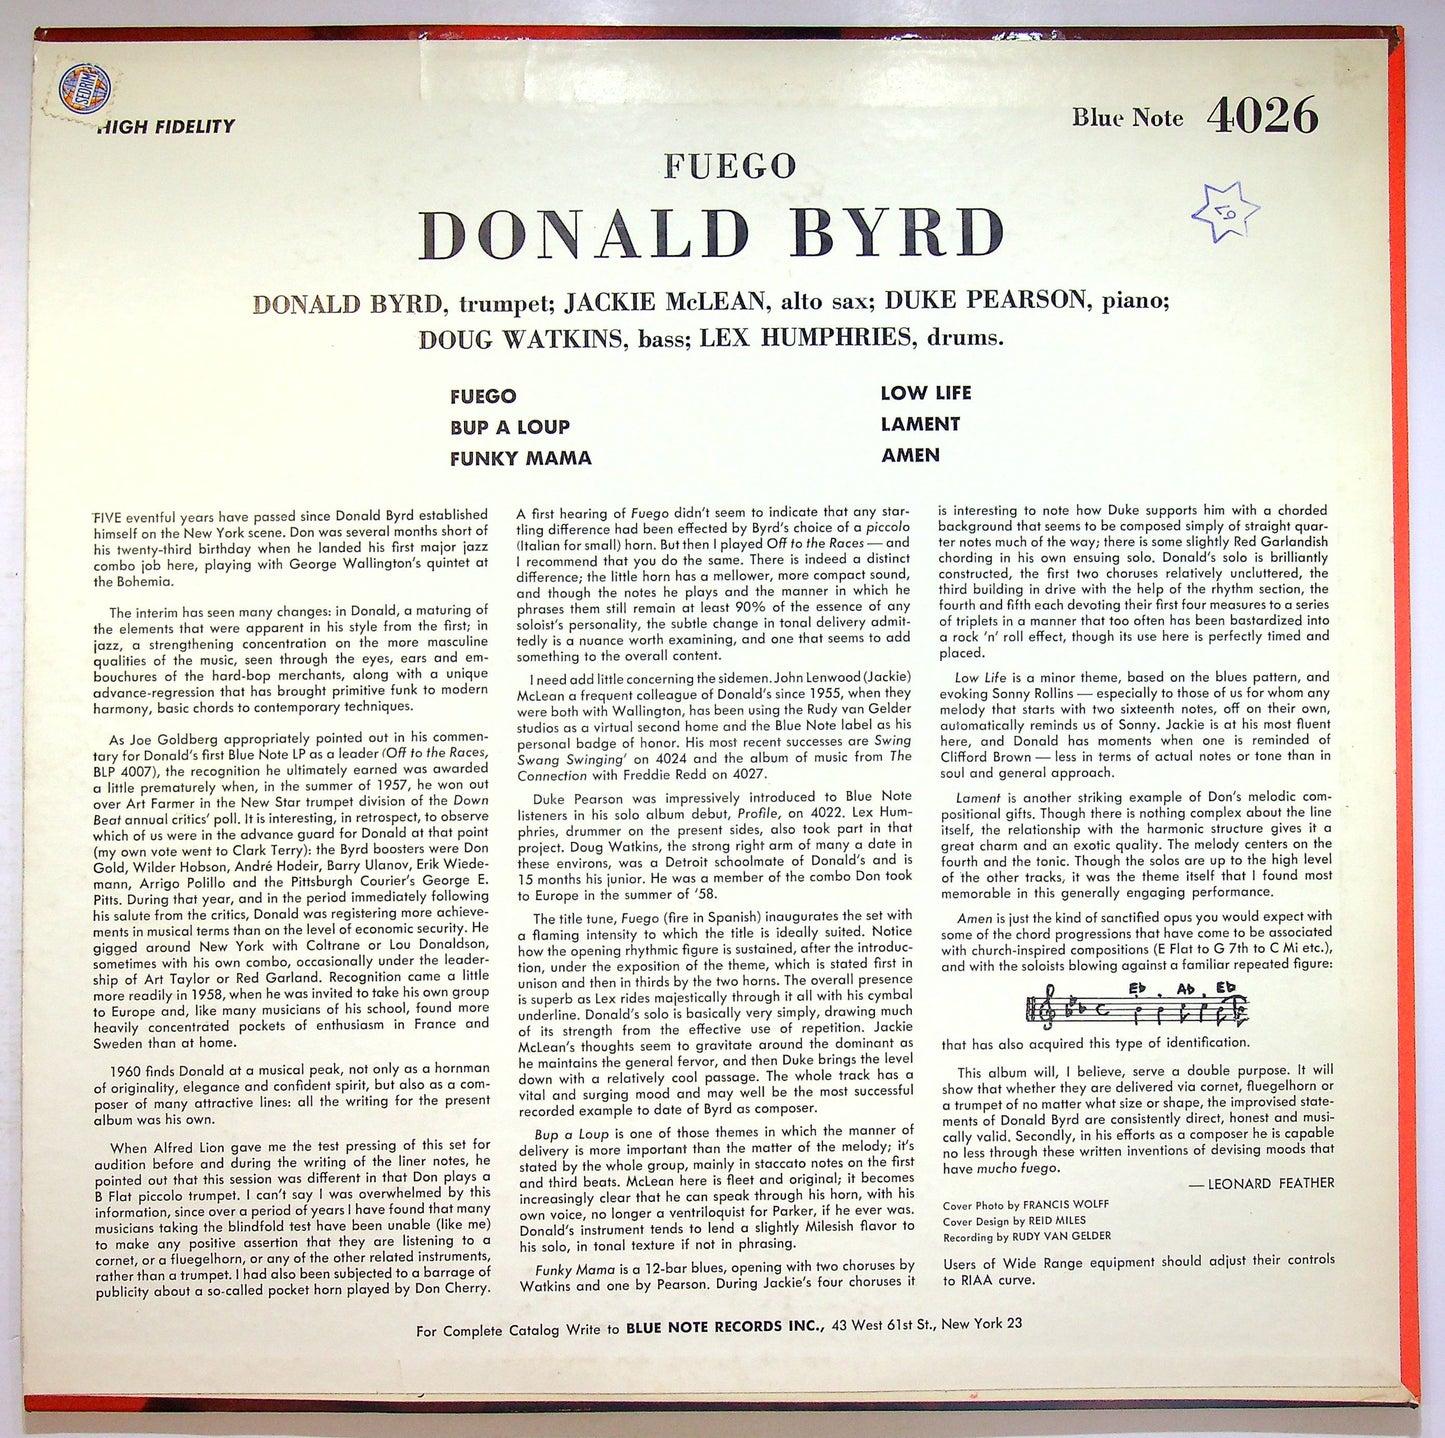 SEDRIM
HIGH FIDELITY
Blue Note 4026
FUEGO
DONALD BYRD
DONALD BYRD, trumpet; JACKIE McLEAN, alto sax; DUKE PEARSON, piano;
DOUG WATKINS, bass; LEX HUMPHRIES, drums.
FUEGO
BUP A LOUP
FUNKY MAMA
LOW LIFE
LAMENT
AMEN
FIVE eventful years have passed since Donald Byrd established
himself on the New York scene. Don was several months short of
his twenty-third birthday when he landed his first major jazz
combo job here, playing with George Wallington's quintet at
the Bohemia.
The interim has seen many changes: in Donald, a maturing of
the elements that were apparent in his style from the first; in
jazz, a strengthening concentration on the more masculine
qualities of the music, seen through the eyes, ears and em-
bouchures of the hard-bop merchants, along with a unique
advance-regression that has brought primitive funk to modern
harmony, basic chords to contemporary techniques.
As Joe Goldberg appropriately pointed out in his commen-
tary for Donald's first Blue Note LP as a leader (Off to the Races,
BLP 4007), the recognition he ultimately earned was awarded
a little prematurely when, in the summer of 1957, he won out
over Art Farmer in the New Star trumpet division of the Down
Beat annual critics' poll. It is interesting, in retrospect, to observe
which of us were in the advance guard for Donald at that point
(my own vote went to Clark Terry): the Byrd boosters were Don
Gold, Wilder Hobson, André Hodeir, Barry Ulanov, Erik Wiede-
mann, Arrigo Polillo and the Pittsburgh Courier's George E.
Pitts. During that year, and in the period immediately following
his salute from the critics, Donald was registering more achieve-
ments in musical terms than on the level of economic security. He
gigged around New York with Coltrane or Lou Donaldson,
sometimes with his own combo, occasionally under the leader-
ship of Art Taylor or Red Garland. Recognition came a little
more readily in 1958, when he was invited to take his own group
to Europe and, like many musicians of his school, found more
heavily concentrated pockets of enthusiasm in France and
Sweden than at home.
1960 finds Donald at a musical peak, not only as a hornman
of originality, elegance and confident spirit, but also as a com-
poser of many attractive lines: all the writing for the present
album was his own.
When Alfred Lion gave me the test pressing of this set for
audition before and during the writing of the liner notes, he
pointed out that this session was different in that Don plays a
B Flat piccolo trumpet. I can't say I was overwhelmed by this
information, since over a period of years I have found that many
musicians taking the blindfold test have been unable (like me)
to make any positive assertion that they are listening to a
cornet, or a fluegelhorn, or any of the other related instruments,
rather than a trumpet. I had also been subjected to a barrage of
publicity about a so-called pocket horn played by Don Cherry.
A first hearing of Fuego didn't seem to indicate that any star-
tling difference had been effected by Byrd's choice of a piccolo
(Italian for small) horn. But then I played Off to the Races — and
I recommend that you do the same. There is indeed a distinct
difference; the little horn has a mellower, more compact sound,
and though the notes he plays and the manner in which he
phrases them still remain at least 90% of the essence of any
soloist's personality, the subtle change in tonal delivery admit-
tedly is a nuance worth examining, and one that seems to add
something to the overall content.
I need add little concerning the sidemen. John Lenwood (Jackie)
McLean a frequent colleague of Donald's since 1955, when they
were both with Wallington, has been using the Rudy van Gelder
studios as a virtual second home and the Blue Note label as his
personal badge of honor. His most recent successes are Swing
Swang Swinging' on 4024 and the album of music from The
Connection with Freddie Redd on 4027.
Duke Pearson was impressively introduced to Blue Note
listeners in his solo album debut, Profile, on 4022. Lex Hum-
phries, drummer on the present sides, also took part in that
project. Doug Watkins, the strong right arm of many a date in
these environs, was a Detroit schoolmate of Donald's and is
15 months his junior. He was a member of the combo Don took
to Europe in the summer of '58.
The title tune, Fuego (fire in Spanish) inaugurates the set with
a flaming intensity to which the title is ideally suited. Notice
how the opening rhythmic figure is sustained, after the introduc-
tion, under the exposition of the theme, which is stated first in
unison and then in thirds by the two horns. The overall presence
is superb as Lex rides majestically through it all with his cymbal
underline. Donald's solo is basically very simply, drawing much
of its strength from the effective use of repetition. Jackie
McLean's thoughts seem to gravitate around the dominant as
he maintains the general fervor, and then Duke brings the level
down with a relatively cool passage. The whole track has a
vital and surging mood and may well be the most successful
recorded example to date of Byrd as composer.
Bup a Loup is one of those themes in which the manner of
delivery is more important than the matter of the melody; it's
stated by the whole group, mainly in staccato notes on the first
and third beats. McLean here is fleet and original; it becomes
increasingly clear that he can speak through his horn, with his
own voice, no longer a ventriloquist for Parker, if he ever was.
Donald's instrument tends to lend a slightly Milesish flavor to
his solo, in tonal texture if not in phrasing.
Funky Mama is a 12-bar blues, opening with two choruses by
Watkins and one by Pearson. During Jackie's four choruses it
is interesting to note how Duke supports him with a chorded
background that seems to be composed simply of straight quar-
ter notes much of the way; there is some slightly Red Garlandish
chording in his own ensuing solo. Donald's solo is brilliantly
constructed, the first two choruses relatively uncluttered, the
third building in drive with the help of the rhythm section, the
fourth and fifth each devoting their first four measures to a series
of triplets in a manner that too often has been bastardized into
a rock 'n' roll effect, though its use here is perfectly timed and
placed.
Low Life is a minor theme, based on the blues pattern, and
evoking Sonny Rollins — especially to those of us for whom any
melody that starts with two sixteenth notes, off on their own,
automatically reminds us of Sonny. Jackie is at his most fluent
here, and Donald has moments when one is reminded of
Clifford Brown — less in terms of actual notes or tone than in
soul and general approach.
Lament is another striking example of Don's melodic com-
positional gifts. Though there is nothing complex about the line
itself, the relationship with the harmonic structure gives it a
great charm and an exotic quality. The melody centers on the
fourth and the tonic. Though the solos are up to the high level
of the other tracks, it was the theme itself that I found most
memorable in this generally engaging performance.
Amen is just the kind of sanctified opus you would expect with
some of the chord progressions that have come to be associated
with church-inspired compositions (E Flat to G 7th to C Mi etc.),
and with the soloists blowing against a familiar repeated figure:
E♭ A♭ E♭
that has also acquired this type of identification.
This album will, I believe, serve a double purpose. It will
show that whether they are delivered via cornet, fluegelhorn or
a trumpet of no matter what size or shape, the improvised state-
ments of Donald Byrd are consistently direct, honest and musi-
cally valid. Secondly, in his efforts as a composer he is capable
no less through these written inventions of devising moods that
have mucho fuego.
— LEONARD FEATHER
Cover Photo by FRANCIS WOLFF
Cover Design by REID MILES
Recording by RUDY VAN GELDER
Users of Wide Range equipment should adjust their controls
to RIAA curve.
For Complete Catalog Write to BLUE NOTE RECORDS INC., 43 West 61st St., New York 23